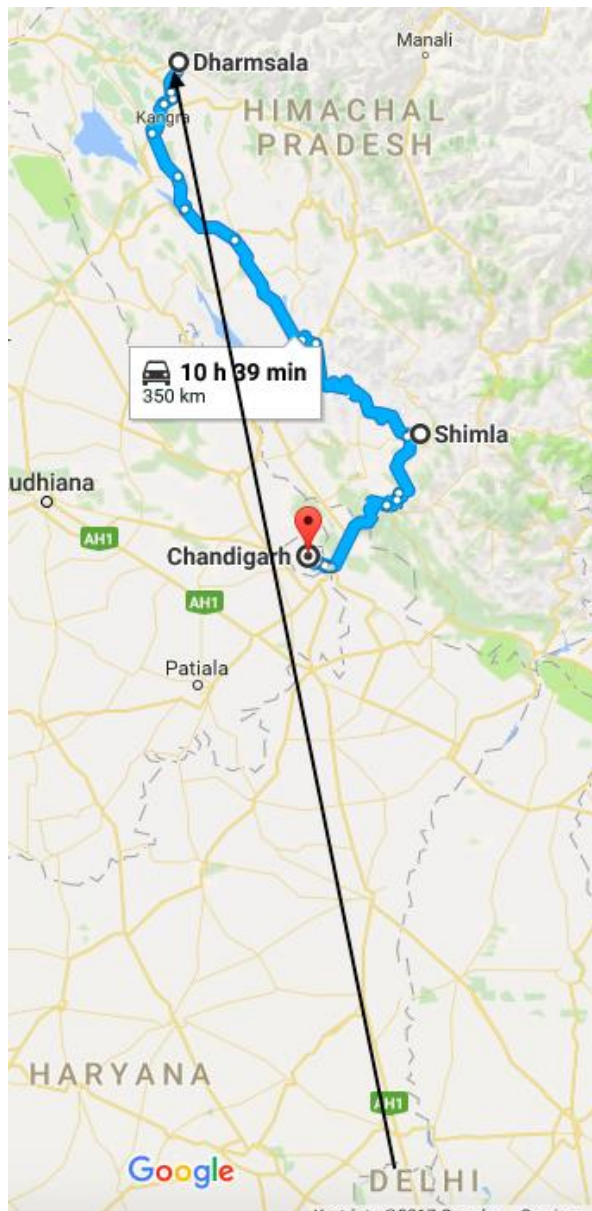 Manali
Dharmsala
Kangra
HIMACHAL
PRADESH
10 h 39 min
350 km
Shimla
udhiana
AH1
Chandigarh
AH1
Patiala
HARYANA
AH1
Google
DELHI